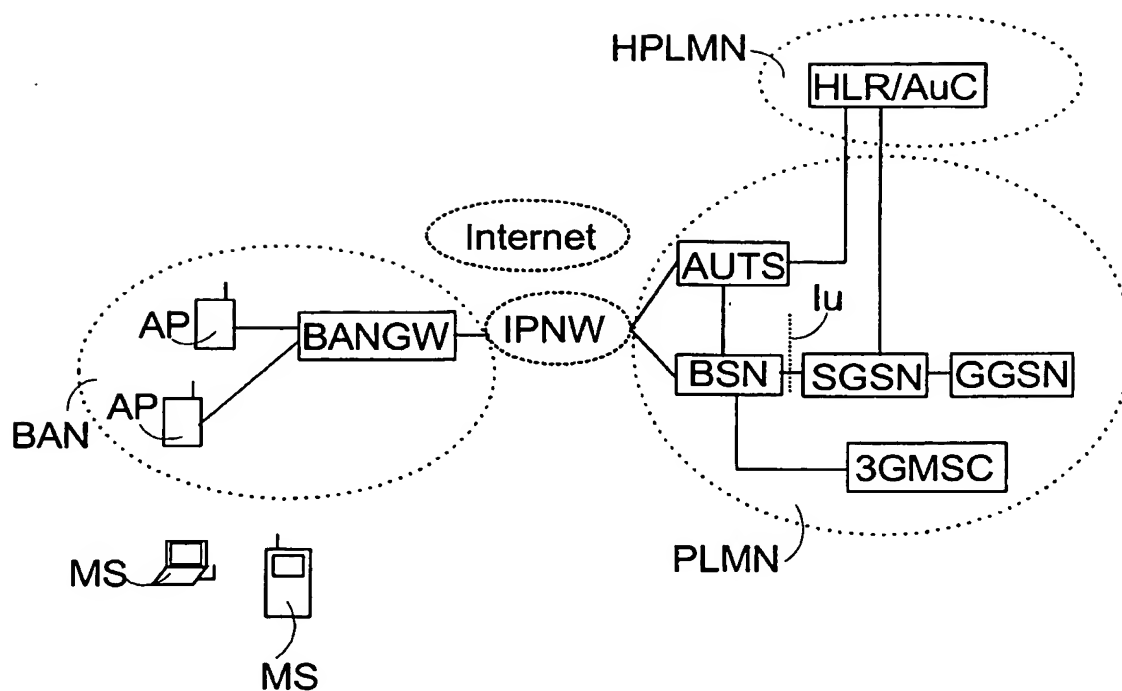 HPLMN
HLR/AuC
Internet
AUTS
Iu
AP
BANGW
IPNW
BSN
SGSN
GGSN
AP
BAN
3GMSC
PLMN
MS
MS